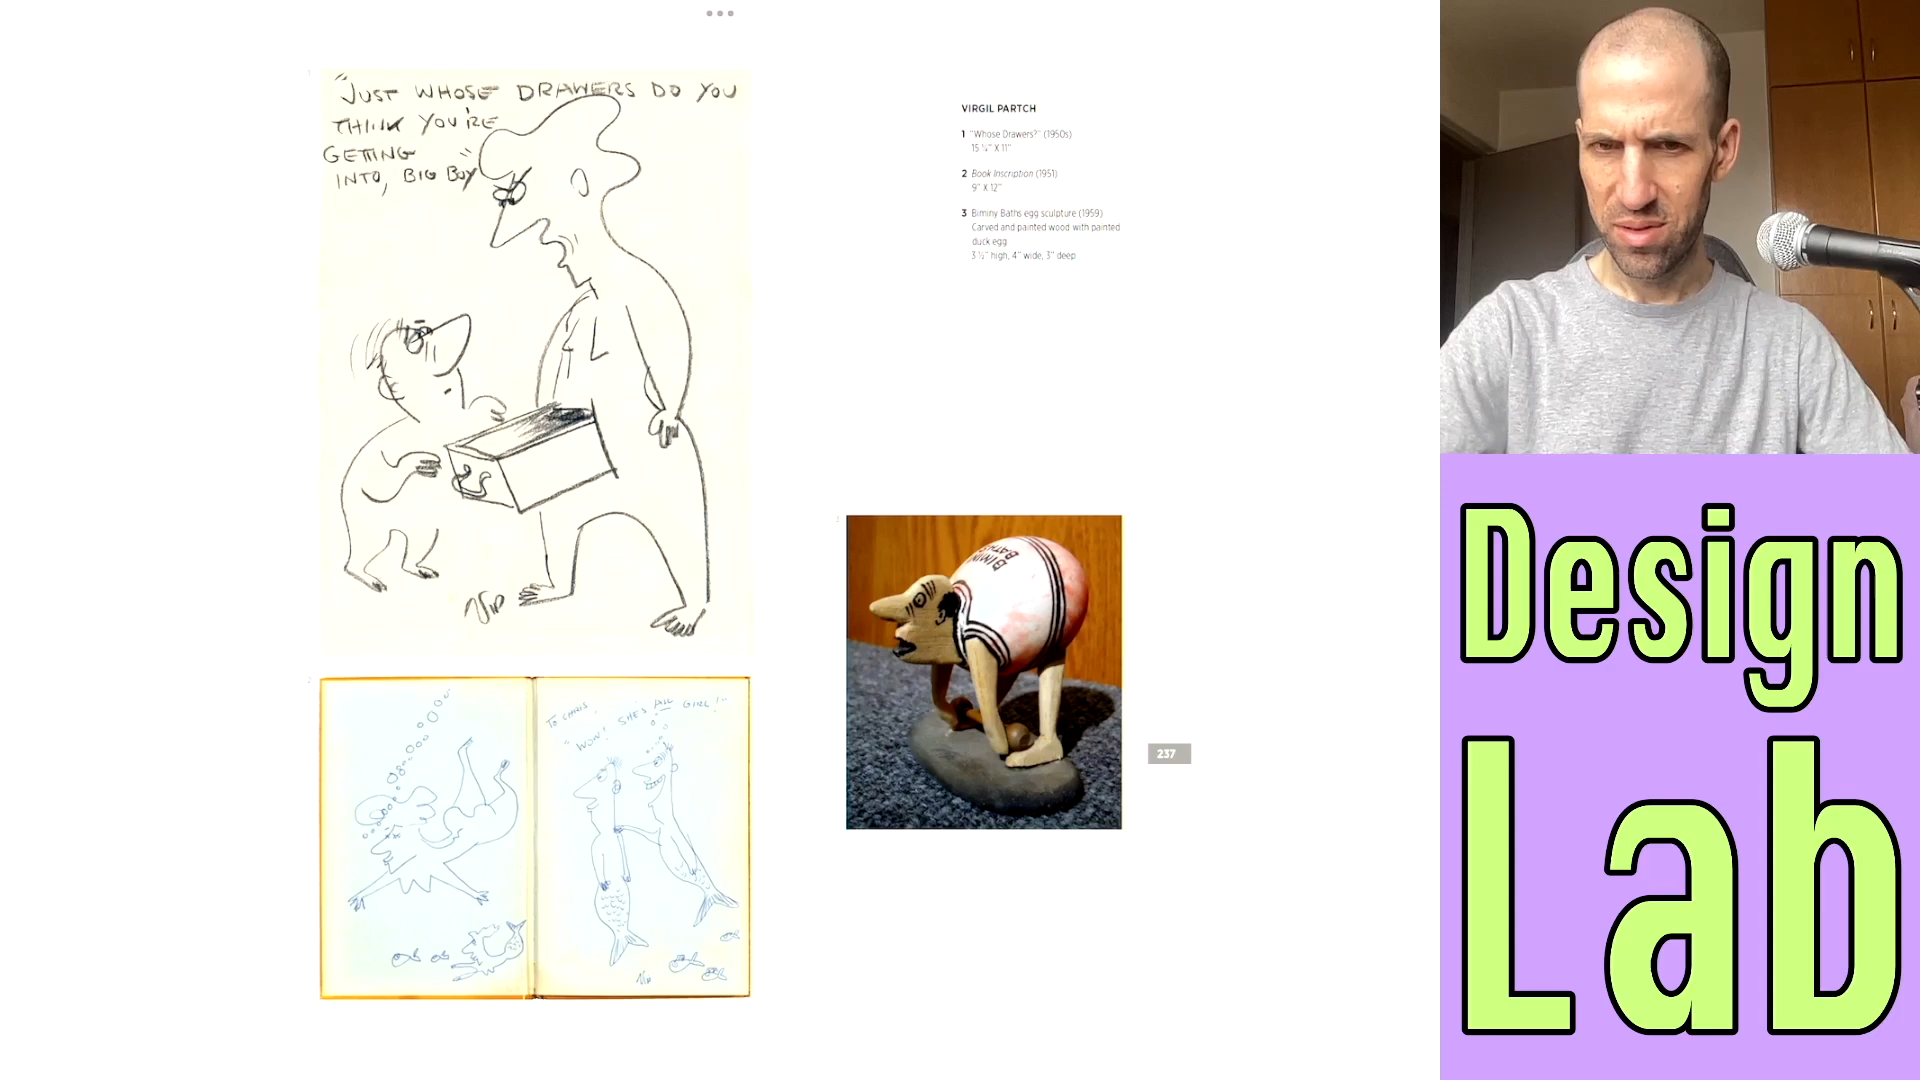 "JUST WHOSE DRAWERS DO YOU
THINK YOU'RE
GETTING
INTO, BIG BOY"
VIP
VIRGIL PARTCH
1 "Whose Drawers?" (1950s)
15 ¼" X 11"
2 Book Inscription (1951)
9" X 12"
3 Biminy Baths egg sculpture (1959)
Carved and painted wood with painted
duck egg
3 ½" high, 4" wide, 3" deep
TO CHRIS,
"WOW! SHE'S ALL GIRL!"
VIP
BIMINY
BATHS
237
Design
Lab